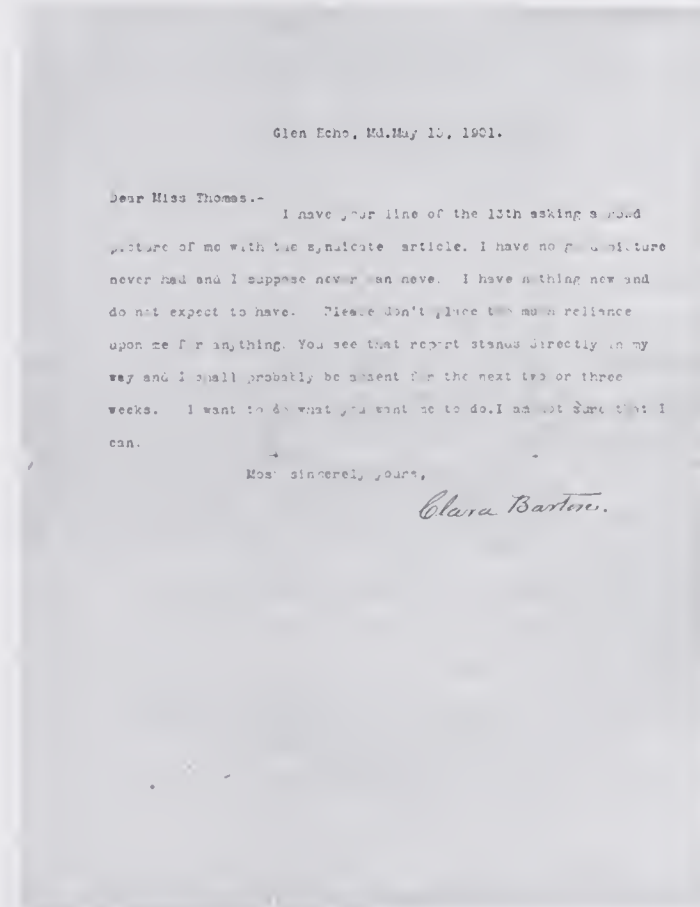 Glen Echo, Md.May 15, 1901.
Dear Miss Thomas.-
I have your line of the 13th asking a good
picture of me with the syndicate article. I have no good picture
never had and I suppose never can have. I have nothing new and
do not expect to have. Please don't place too much reliance
upon me for anything. You see that report stands directly in my
way and I shall probably be absent for the next two or three
weeks. I want to do what you want me to do.I am not sure that I
can.
Most sincerely yours,
Clara Barton.